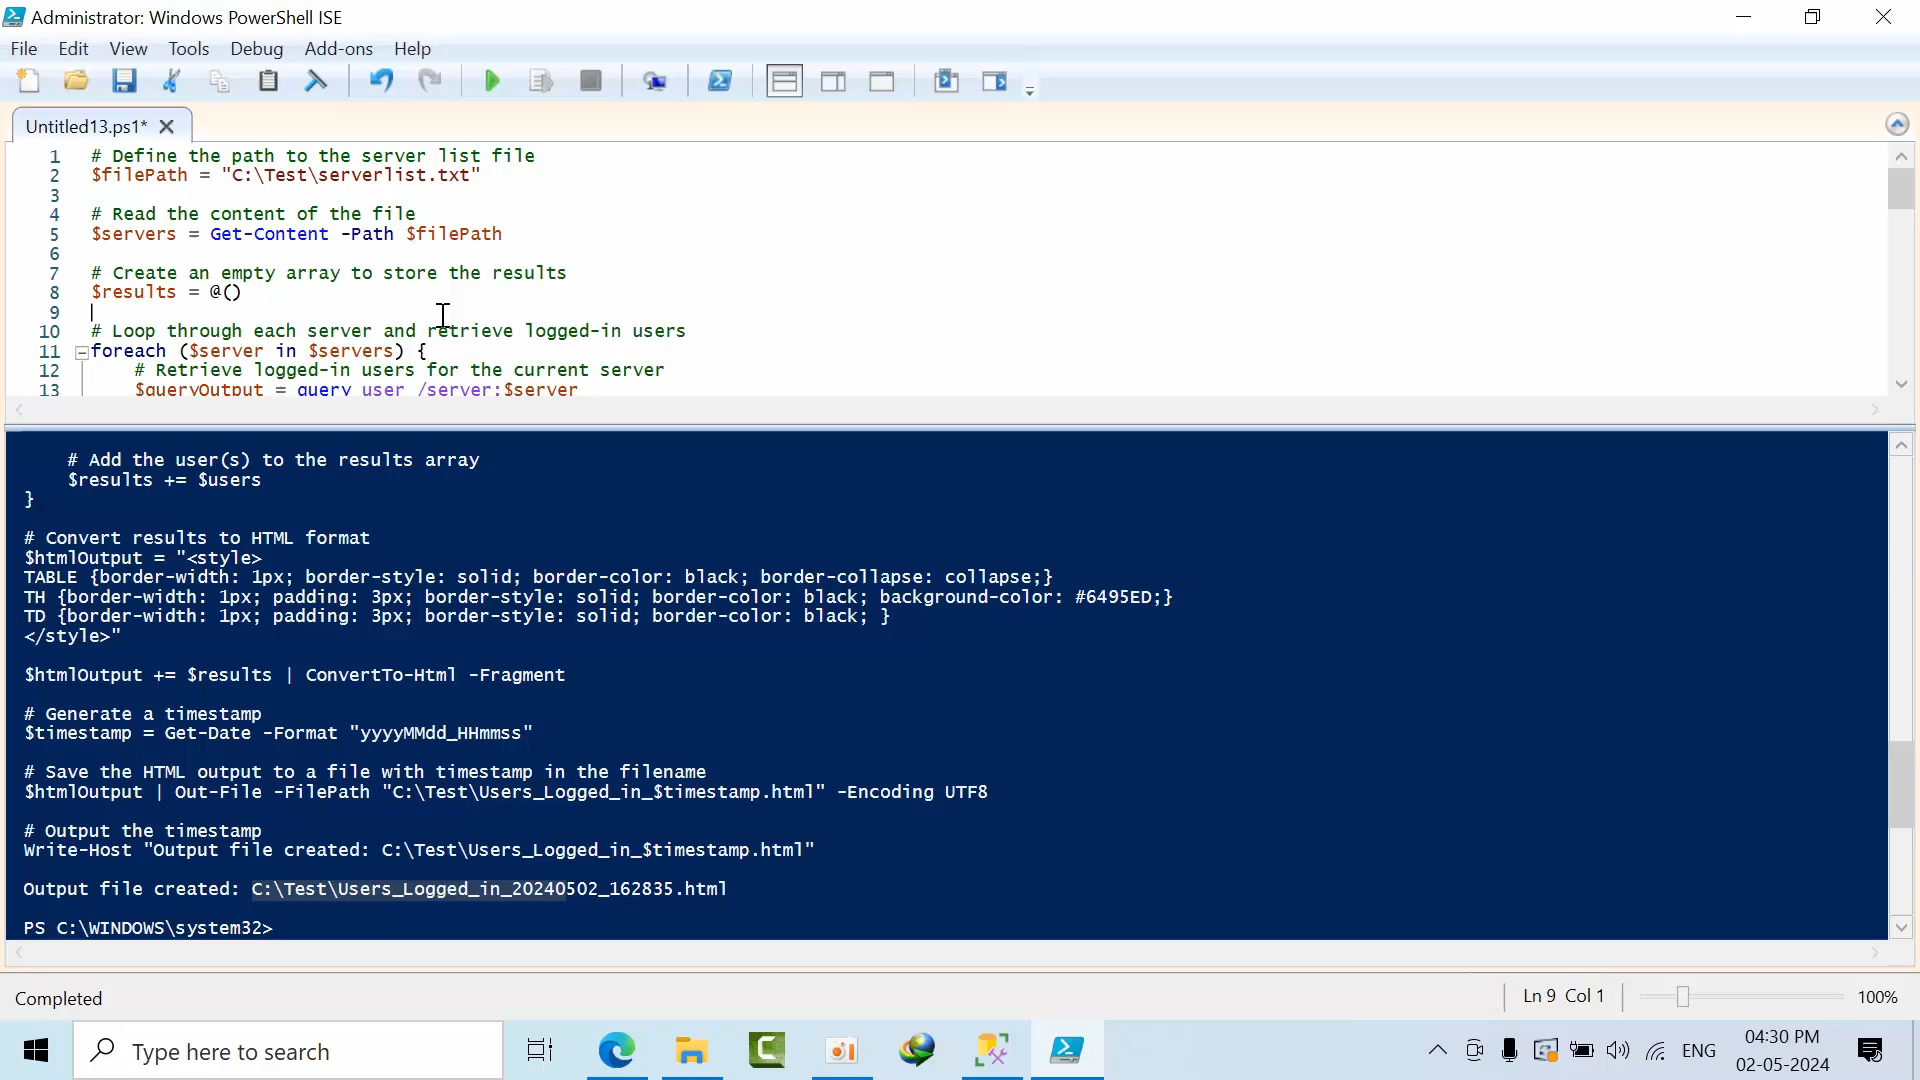 Administrator: Windows PowerShell ISE
File Edit View Tools Debug Add-ons Help
Untitled13.ps1*
1 # Define the path to the server list file
2 $filePath = "C:\Test\serverlist.txt"
3
4 # Read the content of the file
5 $servers = Get-Content -Path $filePath
6
7 # Create an empty array to store the results
8 $results = @()
9
10 # Loop through each server and retrieve logged-in users
11 foreach ($server in $servers) {
12 # Retrieve logged-in users for the current server
13 $queryOutput = query user /server:$server
# Add the user(s) to the results array
$results += $users
}
# Convert results to HTML format
$htmlOutput = "<style>
TABLE {border-width: 1px; border-style: solid; border-color: black; border-collapse: collapse;}
TH {border-width: 1px; padding: 3px; border-style: solid; border-color: black; background-color: #6495ED;}
TD {border-width: 1px; padding: 3px; border-style: solid; border-color: black; }
</style>"
$htmlOutput += $results | ConvertTo-Html -Fragment
# Generate a timestamp
$timestamp = Get-Date -Format "yyyyMMdd_HHmmss"
# Save the HTML output to a file with timestamp in the filename
$htmlOutput | Out-File -FilePath "C:\Test\Users_Logged_in_$timestamp.html" -Encoding UTF8
# Output the timestamp
Write-Host "Output file created: C:\Test\Users_Logged_in_$timestamp.html"
Output file created: C:\Test\Users_Logged_in_20240502_162835.html
PS C:\WINDOWS\system32>
Completed
Ln 9 Col 1
100%
Type here to search
ENG
04:30 PM
02-05-2024